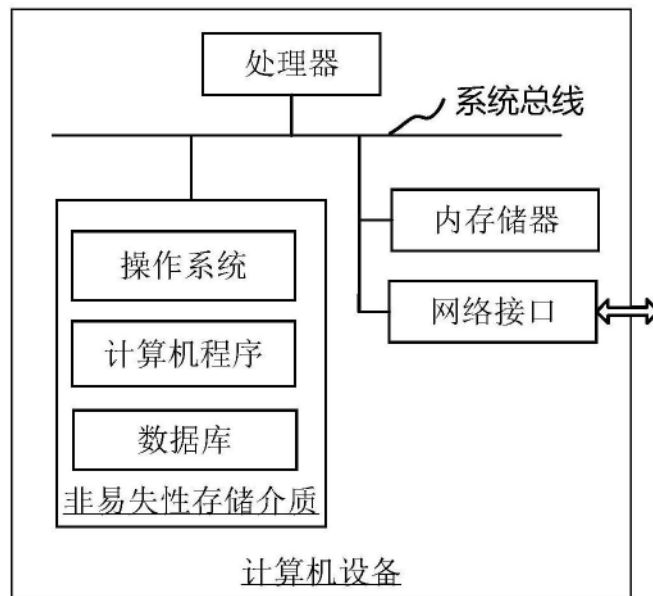 处理器
系统总线
内存储器
操作系统
网络接口
计算机程序
数据库
非易失性存储介质
计算机设备